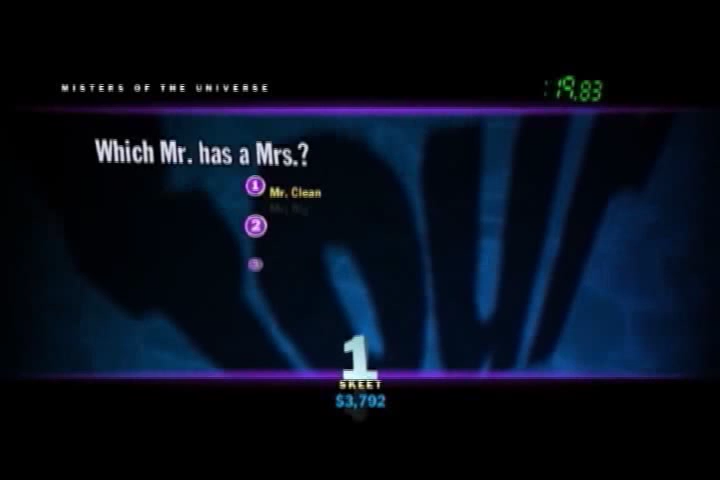 MISTERS OF THE UNIVERSE
:19.83
Which Mr. has a Mrs.?
1 Mr. Clean
2
3
1
SKEET
$3,792